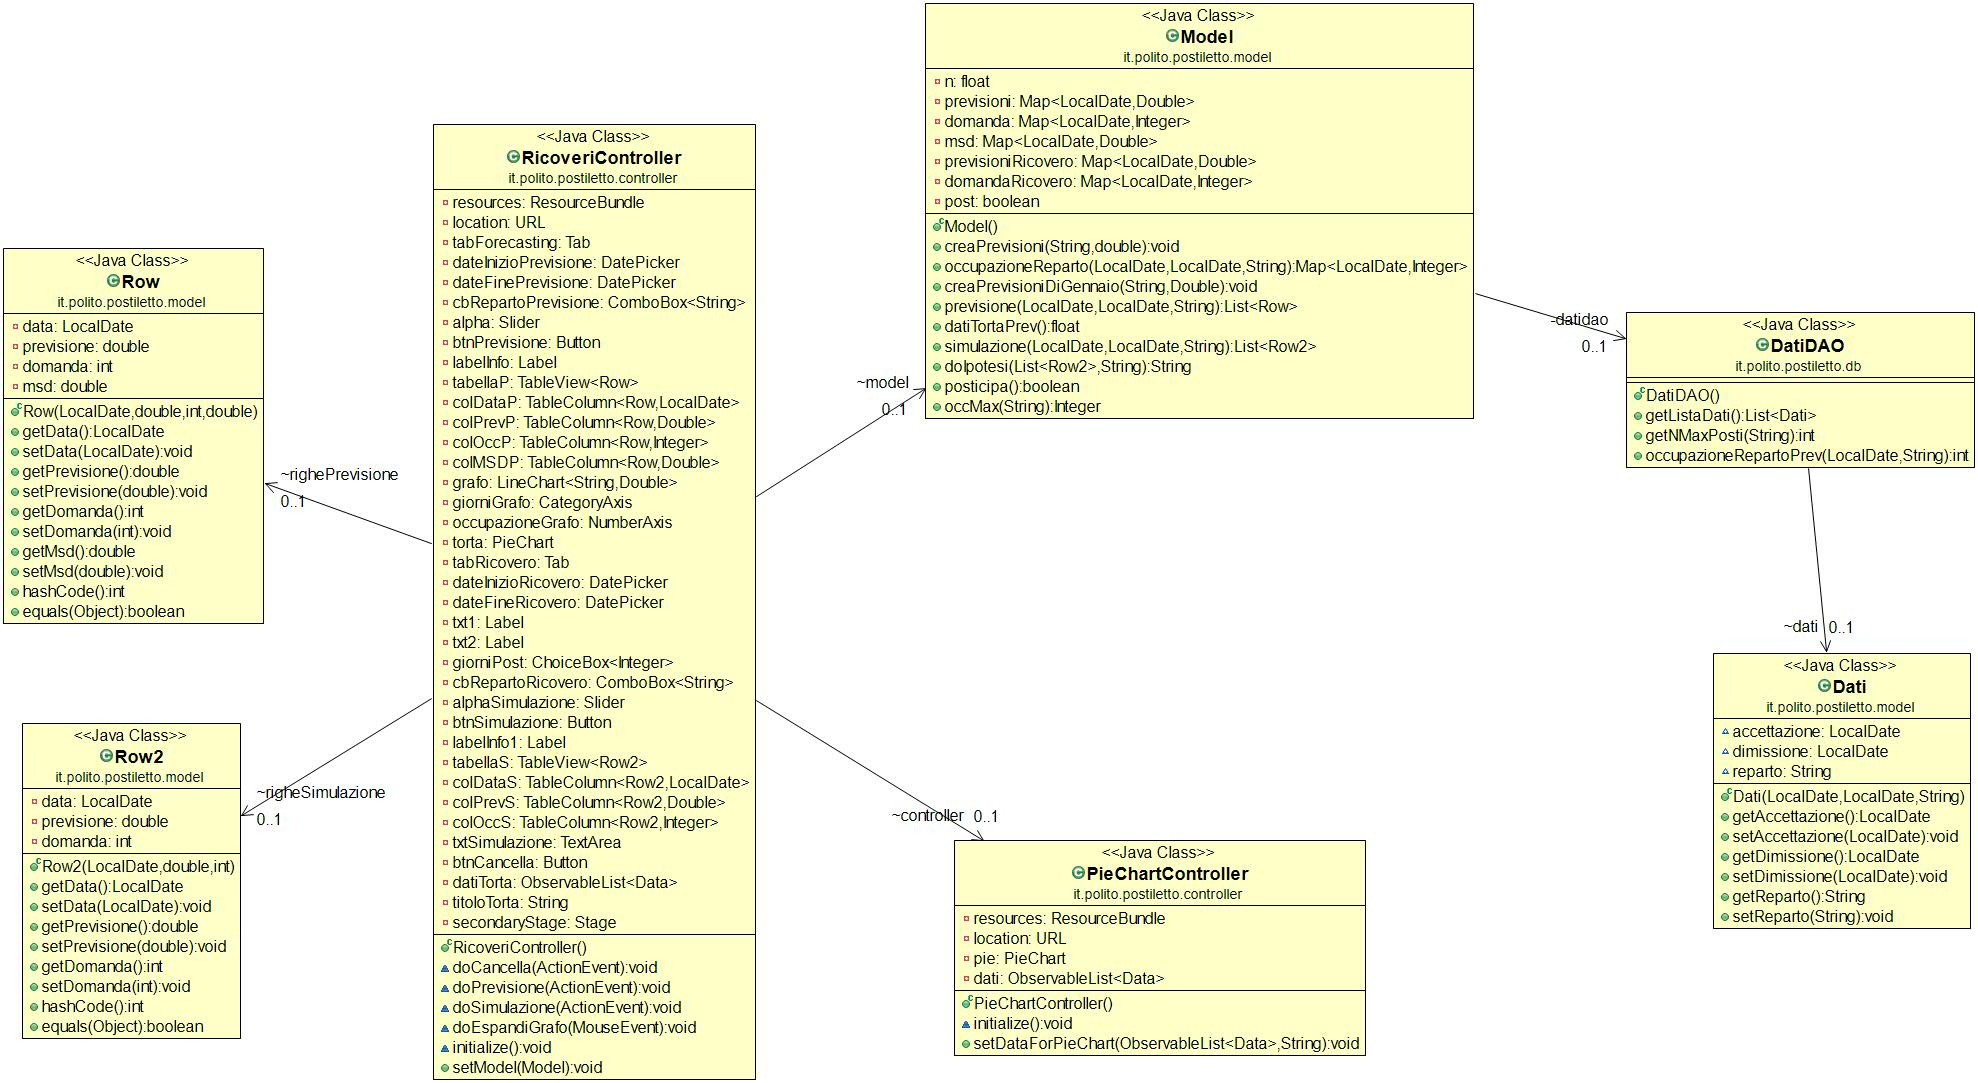 <<Java Class>>
Row
it.polito.postiletto.model
data: LocalDate
previsione: double
domanda: int
msd: double
Row(LocalDate,double,int,double)
getData():LocalDate
setData(LocalDate):void
getPrevisione():double
setPrevisione(double):void
getDomanda():int
setDomanda(int):void
getMsd():double
setMsd(double):void
hashCode():int
equals(Object):boolean
<<Java Class>>
Row2
it.polito.postiletto.model
data: LocalDate
previsione: double
domanda: int
Row2(LocalDate,double,int)
getData():LocalDate
setData(LocalDate):void
getPrevisione():double
setPrevisione(double):void
getDomanda():int
setDomanda(int):void
hashCode():int
equals(Object):boolean
~righePrevisione
0..1
~righeSimulazione
0..1
<<Java Class>>
RicoveriController
it.polito.postiletto.controller
resources: ResourceBundle
location: URL
tabForecasting: Tab
dateInizioPrevisione: DatePicker
dateFinePrevisione: DatePicker
cbRepartoPrevisione: ComboBox<String>
alpha: Slider
btnPrevisione: Button
labelInfo: Label
tabellaP: TableView<Row>
colDataP: TableColumn<Row,LocalDate>
colPrevP: TableColumn<Row,Double>
colOccP: TableColumn<Row,Integer>
colMSDP: TableColumn<Row,Double>
grafo: LineChart<String,Double>
giorniGrafo: CategoryAxis
occupazioneGrafo: NumberAxis
torta: PieChart
tabRicovero: Tab
dateInizioRicovero: DatePicker
dateFineRicovero: DatePicker
txt1: Label
txt2: Label
giorniPost: ChoiceBox<Integer>
cbRepartoRicovero: ComboBox<String>
alphaSimulazione: Slider
btnSimulazione: Button
labelInfo1: Label
tabellaS: TableView<Row2>
colDataS: TableColumn<Row2,LocalDate>
colPrevS: TableColumn<Row2,Double>
colOccS: TableColumn<Row2,Integer>
txtSimulazione: TextArea
btnCancella: Button
datiTorta: ObservableList<Data>
titoloTorta: String
secondaryStage: Stage
RicoveriController()
doCancella(ActionEvent):void
doPrevisione(ActionEvent):void
doSimulazione(ActionEvent):void
doEspandiGrafo(MouseEvent):void
initialize():void
setModel(Model):void
~model
0..1
~controller 0..1
<<Java Class>>
Model
it.polito.postiletto.model
n: float
previsioni: Map<LocalDate,Double>
domanda: Map<LocalDate,Integer>
msd: Map<LocalDate,Double>
previsioniRicovero: Map<LocalDate,Double>
domandaRicovero: Map<LocalDate,Integer>
post: boolean
Model()
creaPrevisioni(String,double):void
occupazioneReparto(LocalDate,LocalDate,String):Map<LocalDate,Integer>
creaPrevisioniDiGennaio(String,Double):void
previsione(LocalDate,LocalDate,String):List<Row>
datiTortaPrev():float
simulazione(LocalDate,LocalDate,String):List<Row2>
doIpotesi(List<Row2>,String):String
posticipa():boolean
occMax(String):Integer
<<Java Class>>
PieChartController
it.polito.postiletto.controller
resources: ResourceBundle
location: URL
pie: PieChart
dati: ObservableList<Data>
PieChartController()
initialize():void
setDataForPieChart(ObservableList<Data>,String):void
-datidao
0..1
<<Java Class>>
DatiDAO
it.polito.postiletto.db
DatiDAO()
getListaDati():List<Dati>
getNMaxPosti(String):int
occupazioneRepartoPrev(LocalDate,String):int
~dati 0..1
<<Java Class>>
Dati
it.polito.postiletto.model
accettazione: LocalDate
dimissione: LocalDate
reparto: String
Dati(LocalDate,LocalDate,String)
getAccettazione():LocalDate
setAccettazione(LocalDate):void
getDimissione():LocalDate
setDimissione(LocalDate):void
getReparto():String
setReparto(String):void